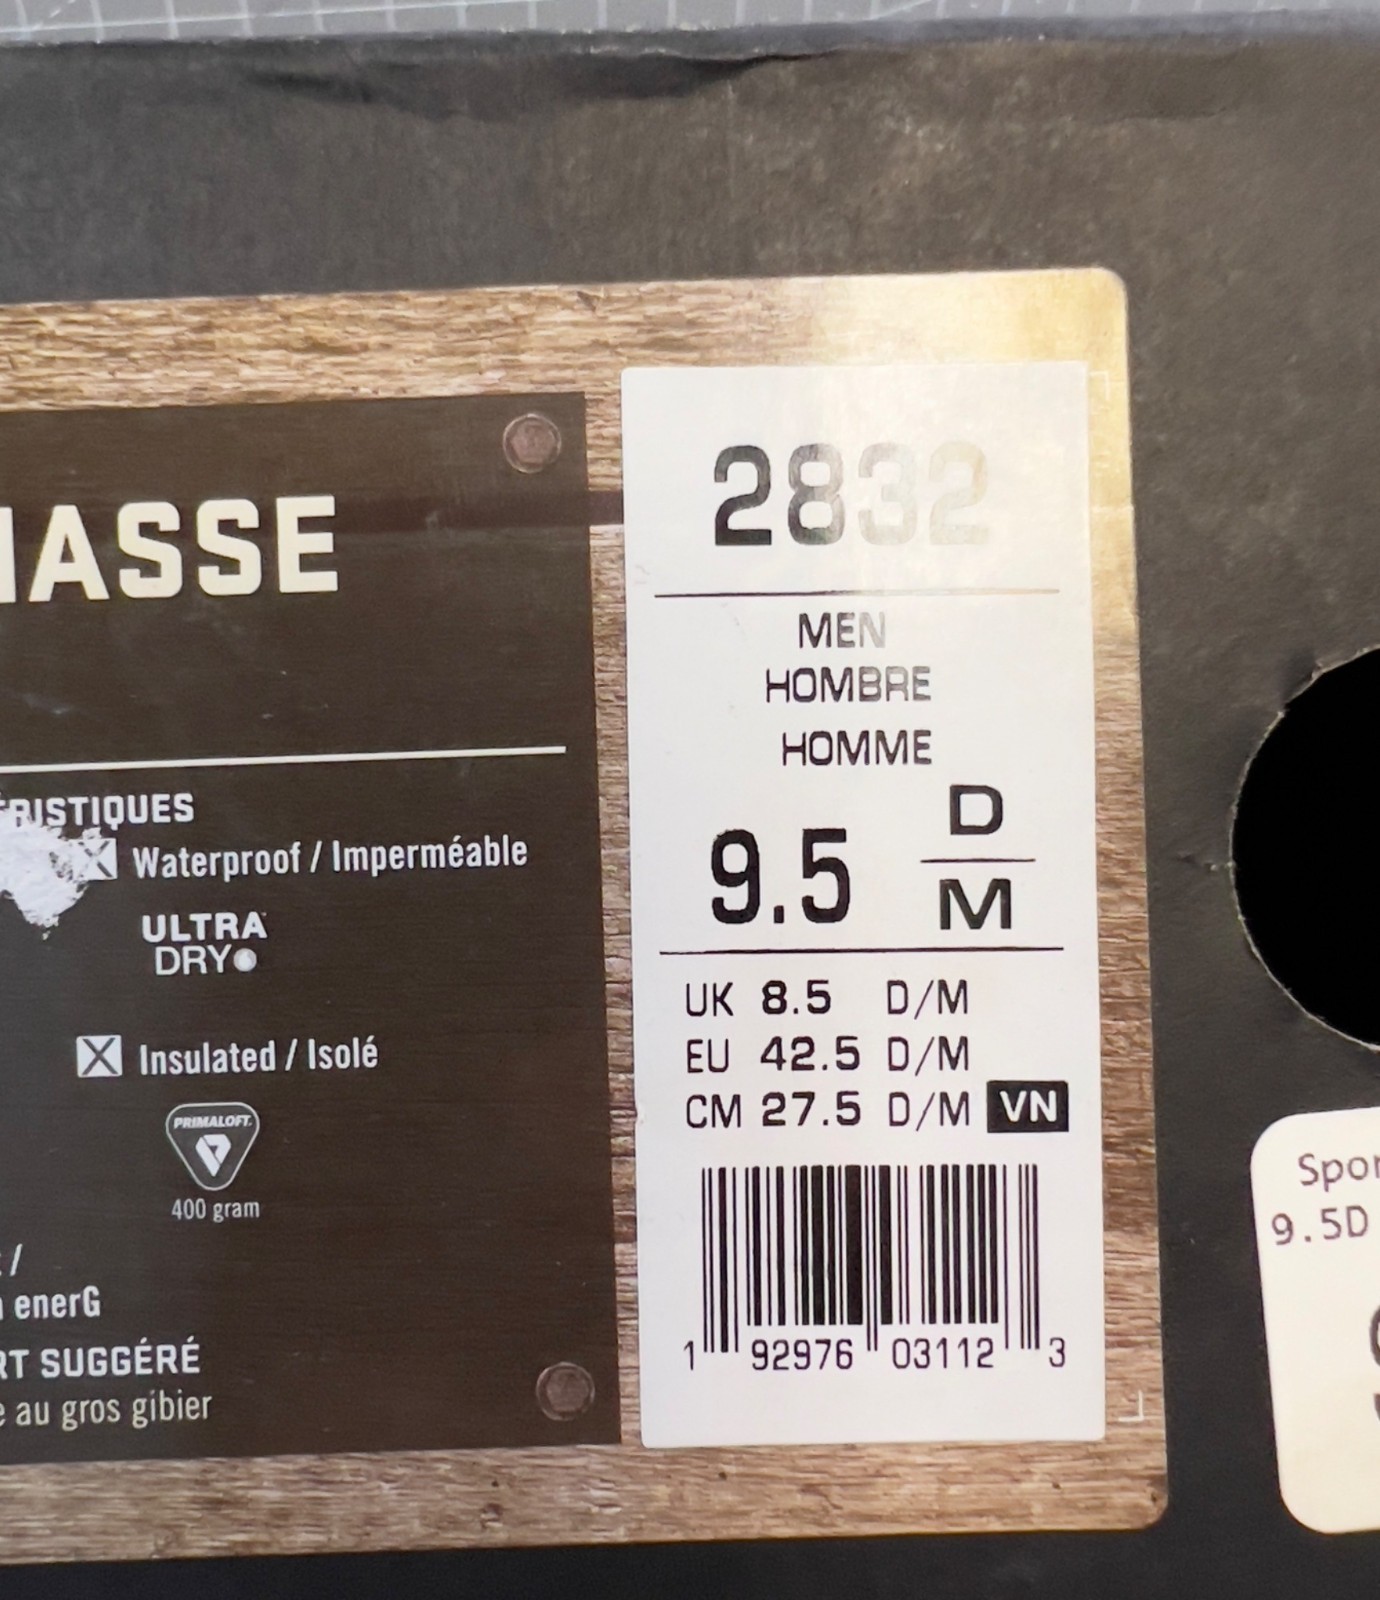 HASSE
RISTIQUES
Waterproof / Imperméable
ULTRA
DRY
Insulated / Isolé
PRIMALOFT
400 gram
/
enerG
RT SUGGÉRÉ
e au gros gibier
2832
MEN
HOMBRE
HOMME
9.5 D
M
UK 8.5 D/M
EU 42.5 D/M
CM 27.5 D/M VN
1 92976 03112 3
Spor
9.5D